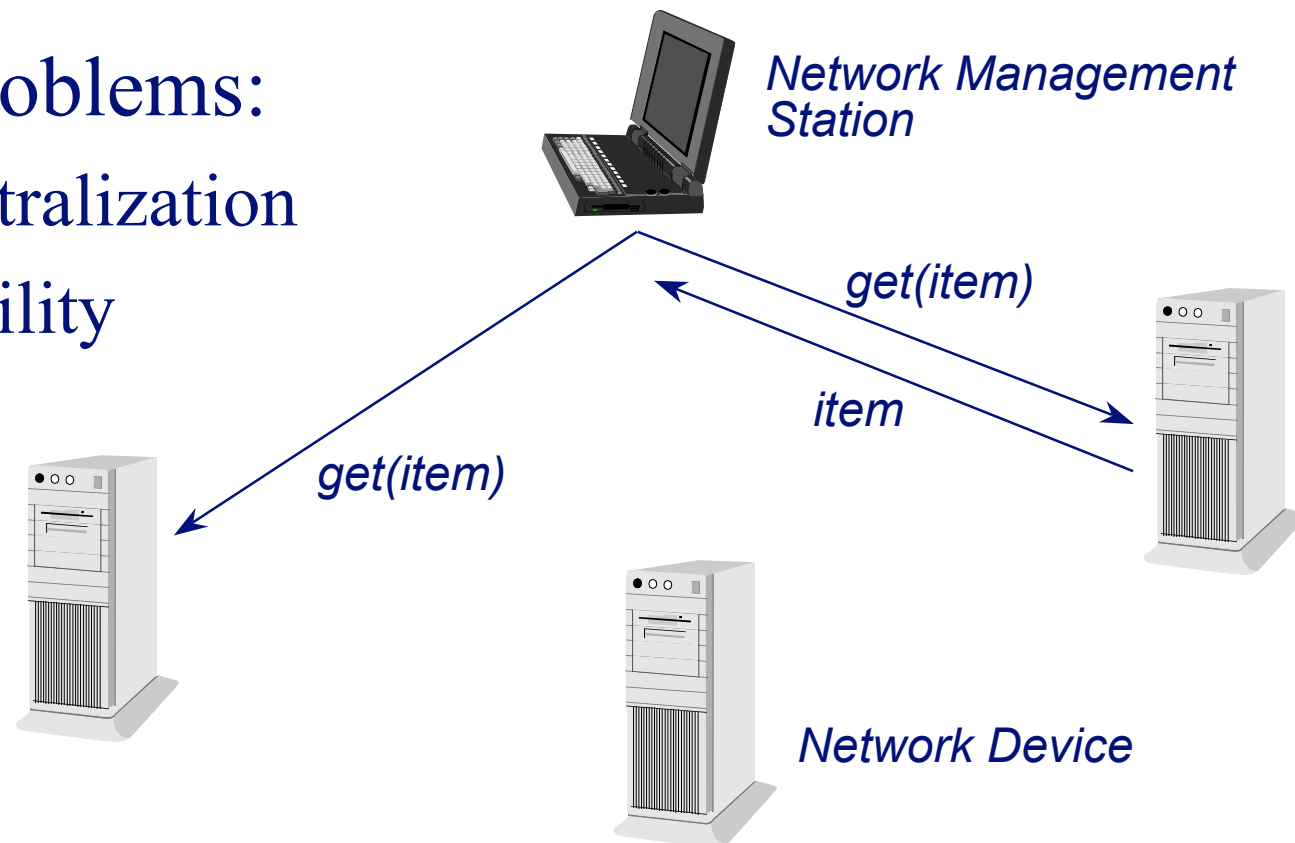 oblems:
tralization
ility
Network Management
Station
get(item)
item
get(item)
Network Device